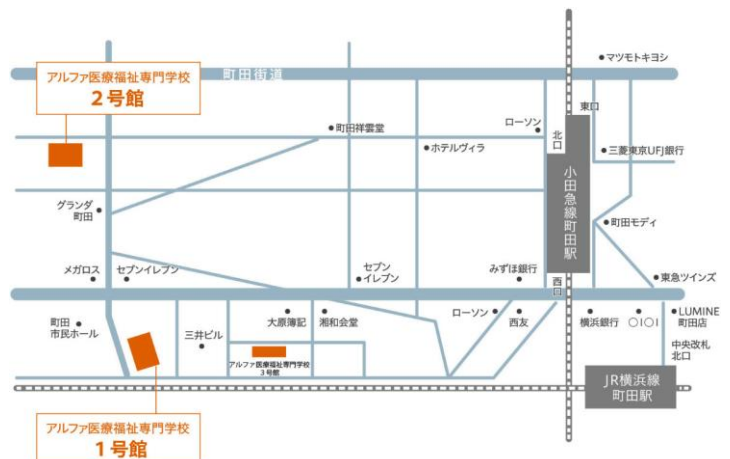 マツモトキヨシ
町田街道
アルファ医療福祉専門学校
2号館
東口
ローソン
町田祥雲堂
北口
ホテルヴィラ
三菱東京UFJ銀行
小田急線町田駅
グランダ
町田
町田モディ
メガロス
セブンイレブン
セブン
イレブン
みずほ銀行
西口
東急ツインズ
町田
市民ホール
三井ビル
大原簿記
湘和会堂
ローソン
西友
横浜銀行
○I○I
LUMINE
町田店
アルファ医療福祉専門学校
3号館
中央改札
北口
JR横浜線
町田駅
アルファ医療福祉専門学校
1号館